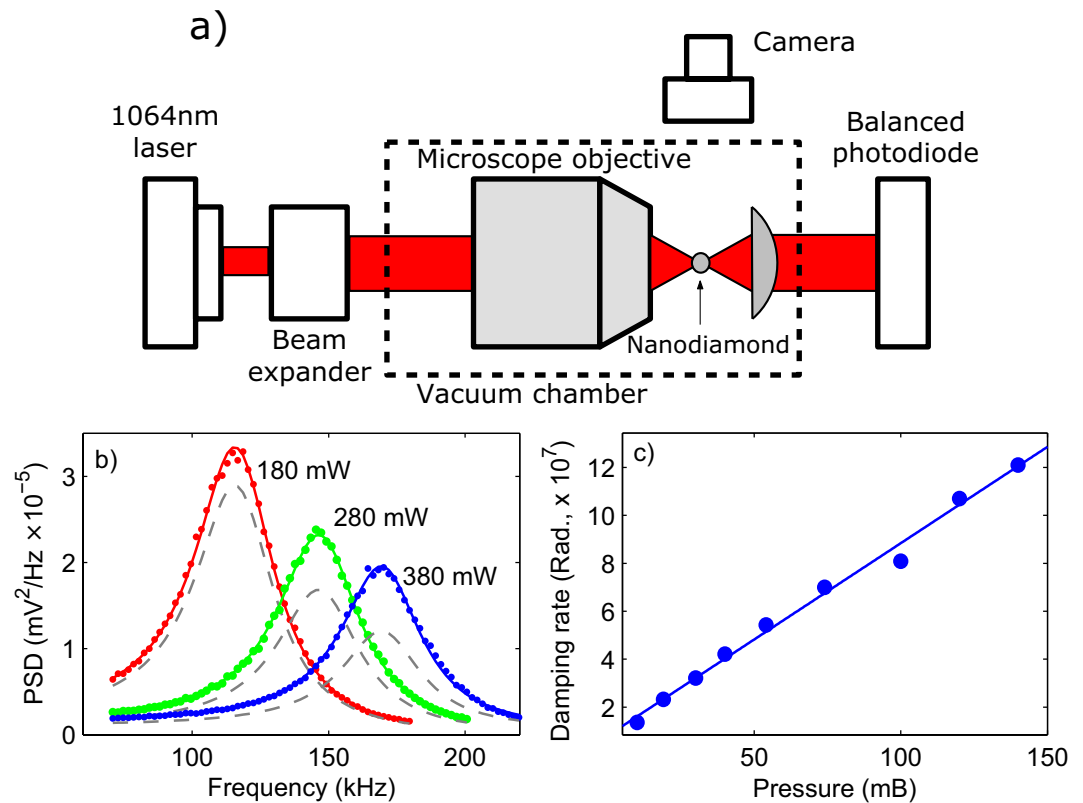 a)
Camera
1064nm
laser
Balanced
photodiode
Microscope objective
Nanodiamond
Beam
expander
Vacuum chamber
b)
180 mW
280 mW
380 mW
PSD (mV²/Hz ×10⁻⁵)
3
2
1
0
100 150 200
Frequency (kHz)
c)
Damping rate (Rad., x 10⁷)
12
10
8
6
4
2
50 100 150
Pressure (mB)